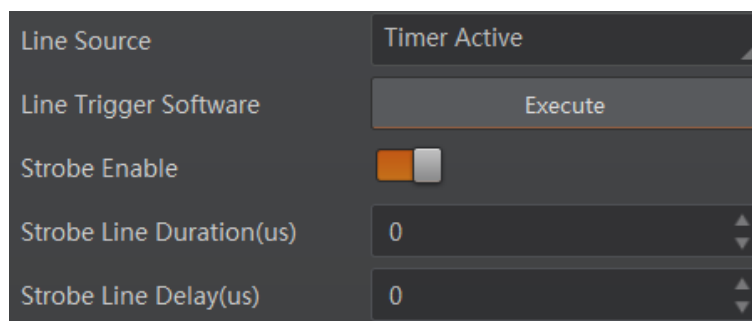 Line Source Timer Active
Line Trigger Software Execute
Strobe Enable
Strobe Line Duration(us) 0
Strobe Line Delay(us) 0